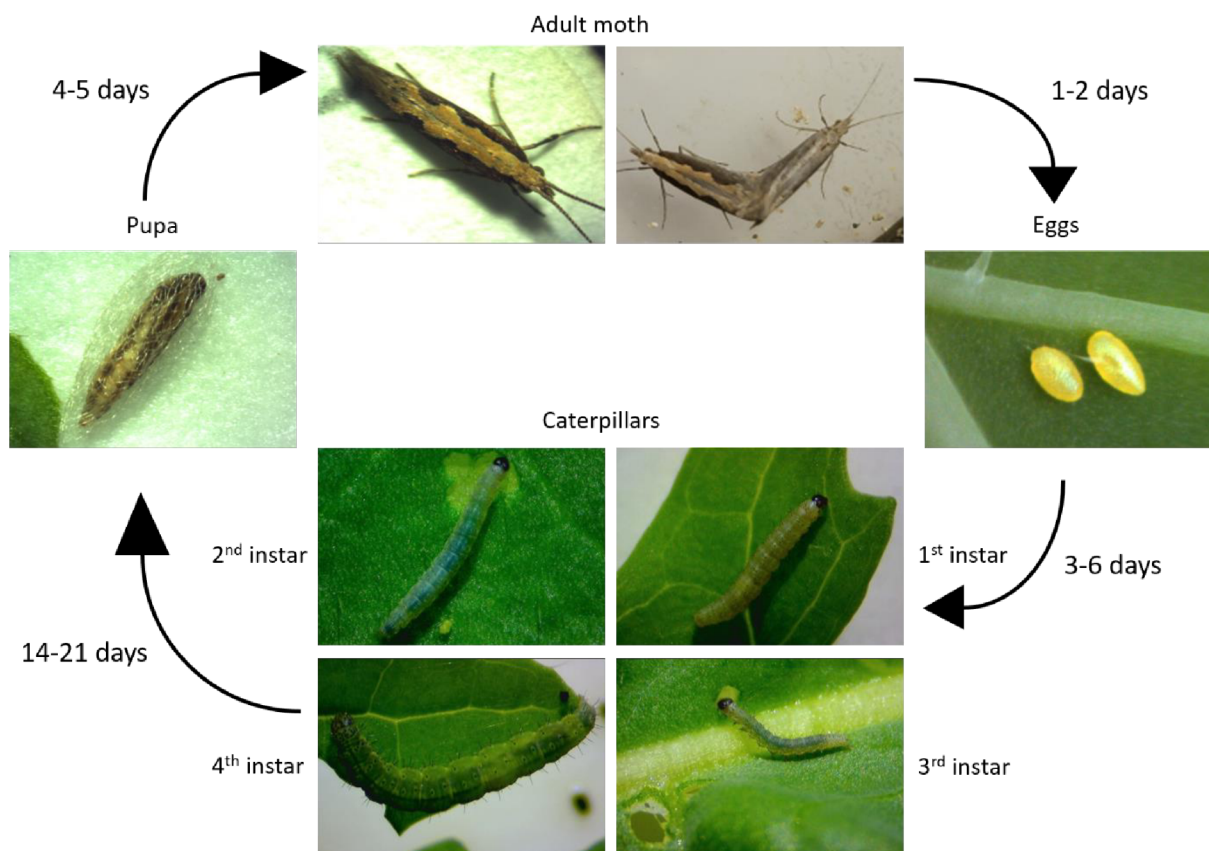 Adult moth
4-5 days
1-2 days
Pupa
Eggs
Caterpillars
2nd instar
1st instar
3-6 days
14-21 days
4th instar
3rd instar